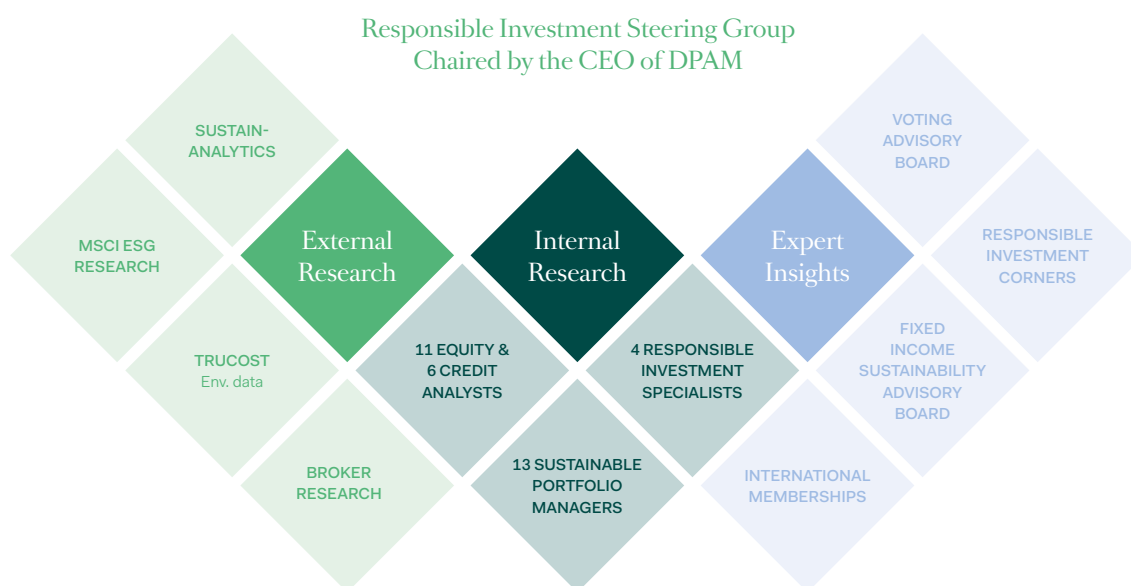 Responsible Investment Steering Group
Chaired by the CEO of DPAM
SUSTAIN-
ANALYTICS
MSCI ESG
RESEARCH
External
Research
TRUCOST
Env. data
BROKER
RESEARCH
Internal
Research
11 EQUITY &
6 CREDIT
ANALYSTS
4 RESPONSIBLE
INVESTMENT
SPECIALISTS
13 SUSTAINABLE
PORTFOLIO
MANAGERS
Expert
Insights
VOTING
ADVISORY
BOARD
RESPONSIBLE
INVESTMENT
CORNERS
FIXED
INCOME
SUSTAINABILITY
ADVISORY
BOARD
INTERNATIONAL
MEMBERSHIPS